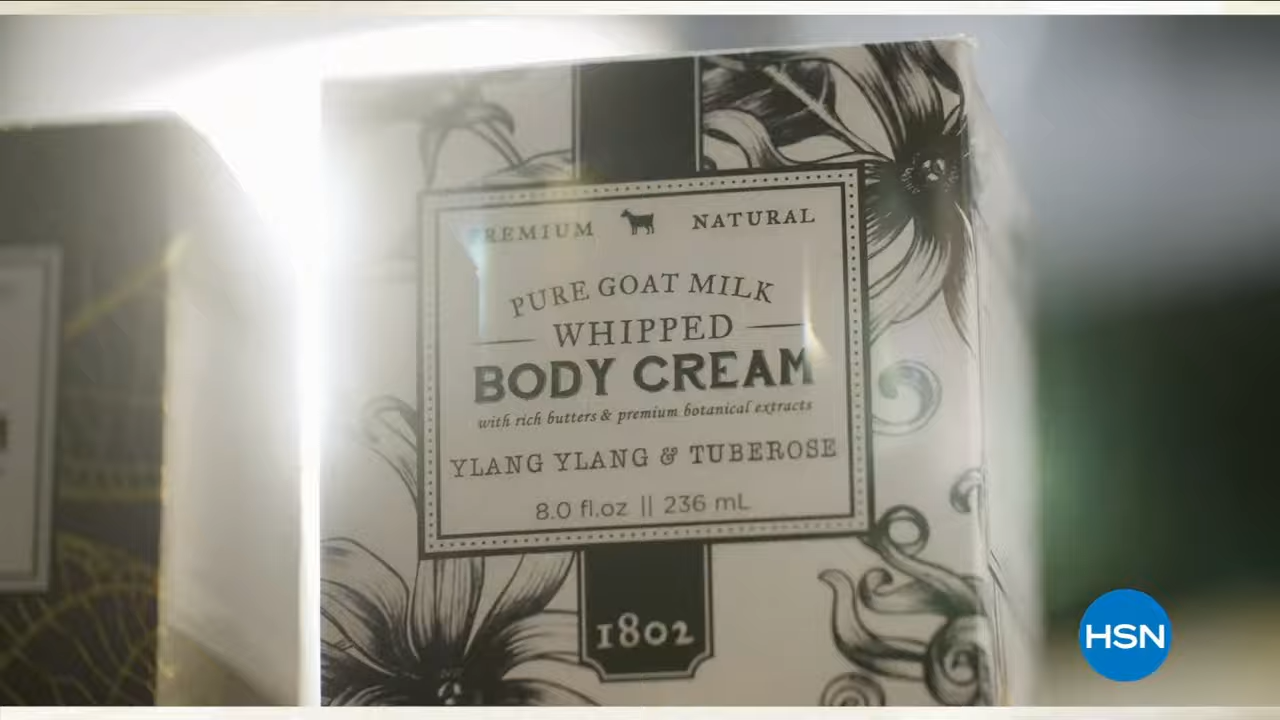 PREMIUM NATURAL
PURE GOAT MILK
WHIPPED
BODY CREAM
with rich butters & premium botanical extracts
YLANG YLANG & TUBEROSE
8.0 fl.oz || 236 mL
1802
HSN